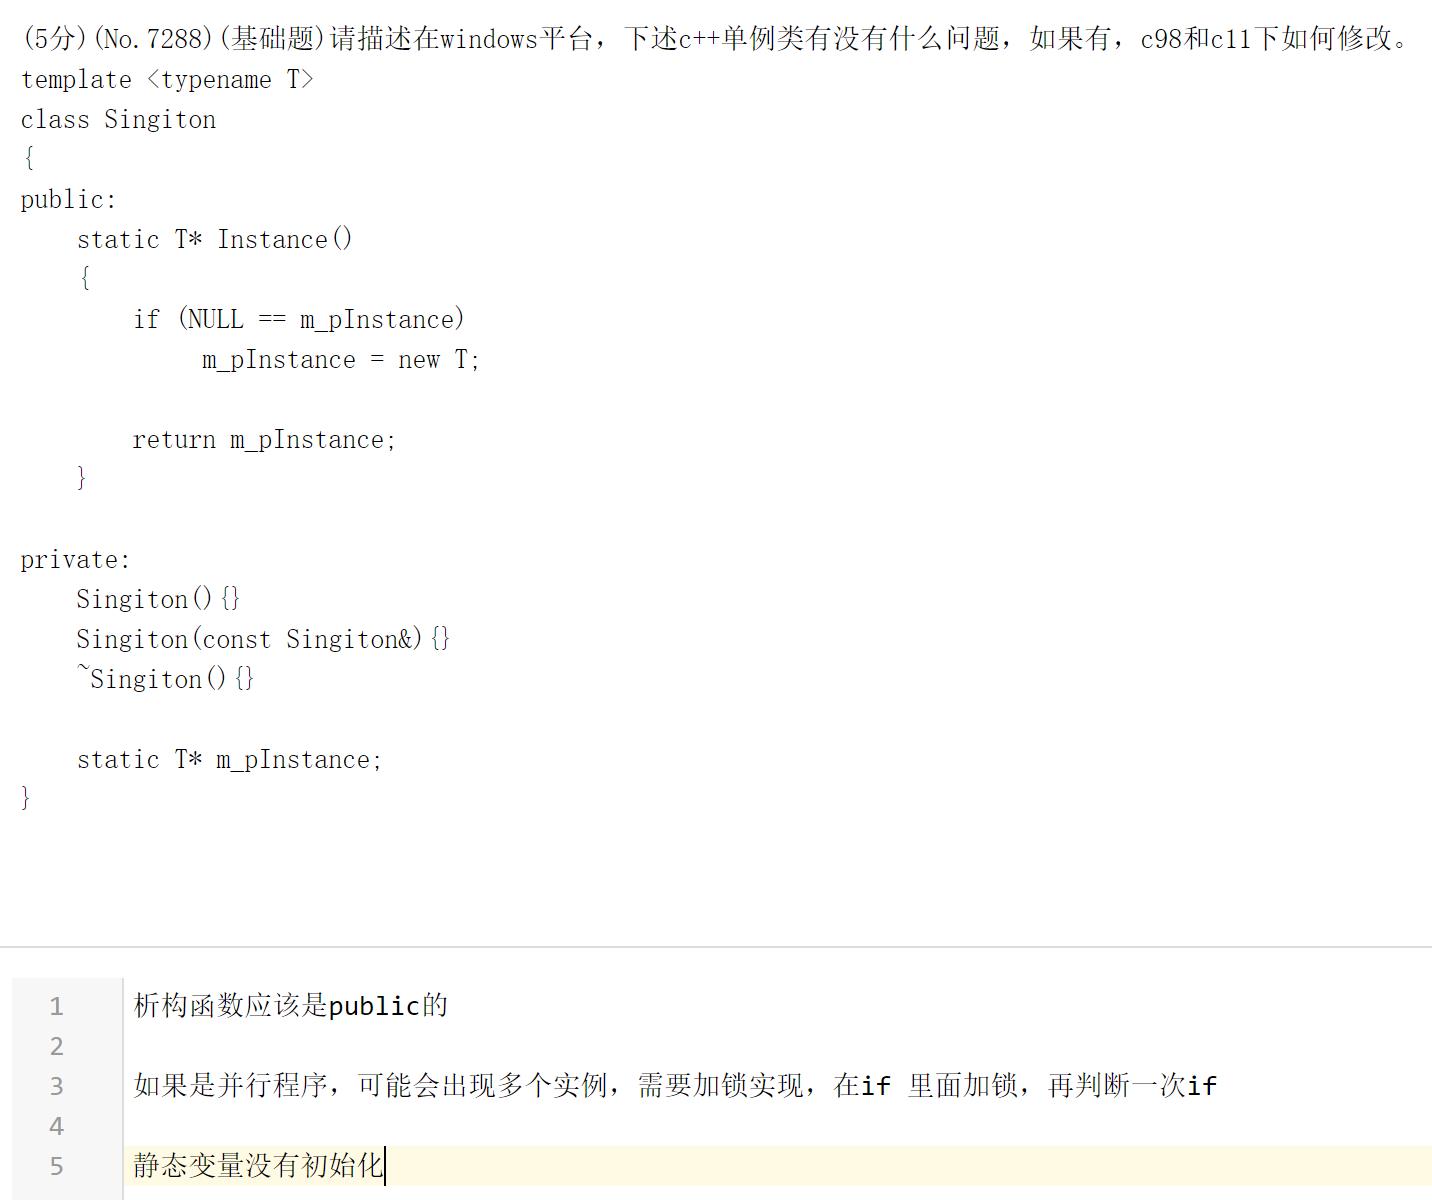 (5分)(No.7288)(基础题)请描述在windows平台，下述c++单例类有没有什么问题，如果有，c98和c11下如何修改。
template <typename T>
class Singiton
{
public:
    static T* Instance()
    {
        if (NULL == m_pInstance)
             m_pInstance = new T;
        return m_pInstance;
    }
private:
    Singiton(){}
    Singiton(const Singiton&){}
    ~Singiton(){}
    static T* m_pInstance;
}
1 析构函数应该是public的
2
3 如果是并行程序，可能会出现多个实例，需要加锁实现，在if 里面加锁，再判断一次if
4
5 静态变量没有初始化